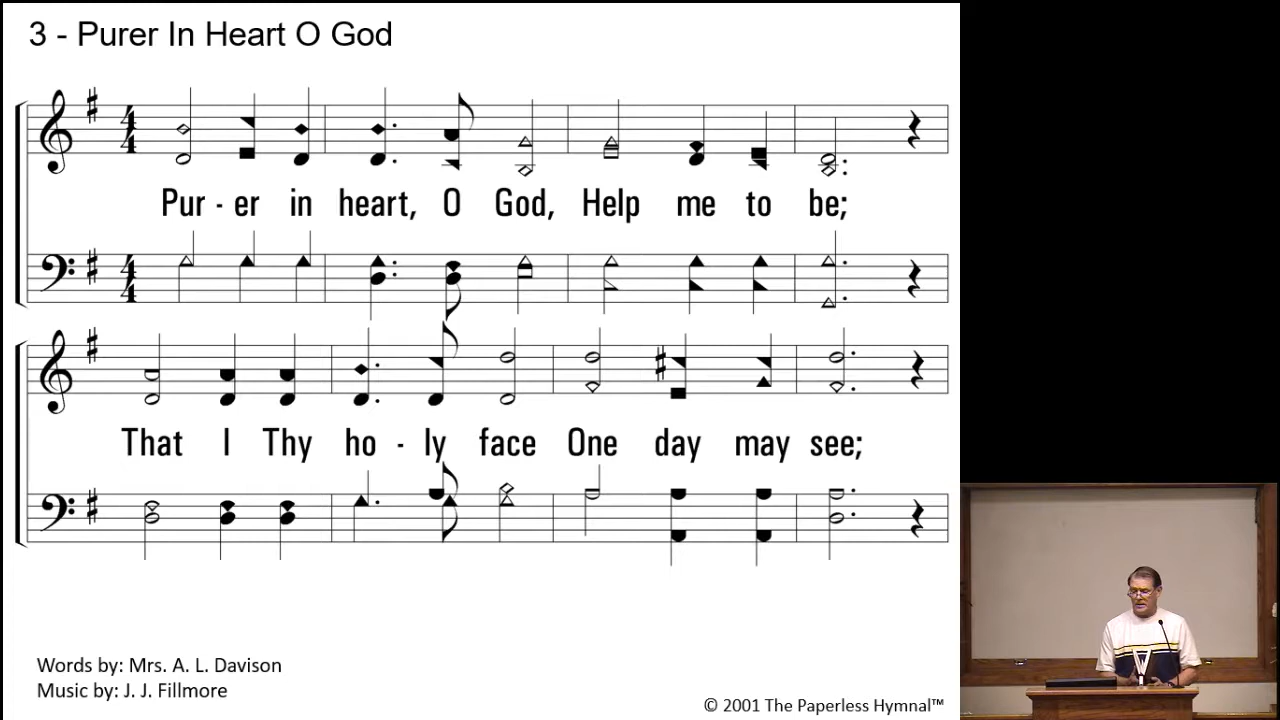 3 - Purer In Heart O God
Pur - er in heart, O God, Help me to be;
That I Thy ho - ly face One day may see;
Words by: Mrs. A. L. Davison
Music by: J. J. Fillmore
© 2001 The Paperless Hymnal™